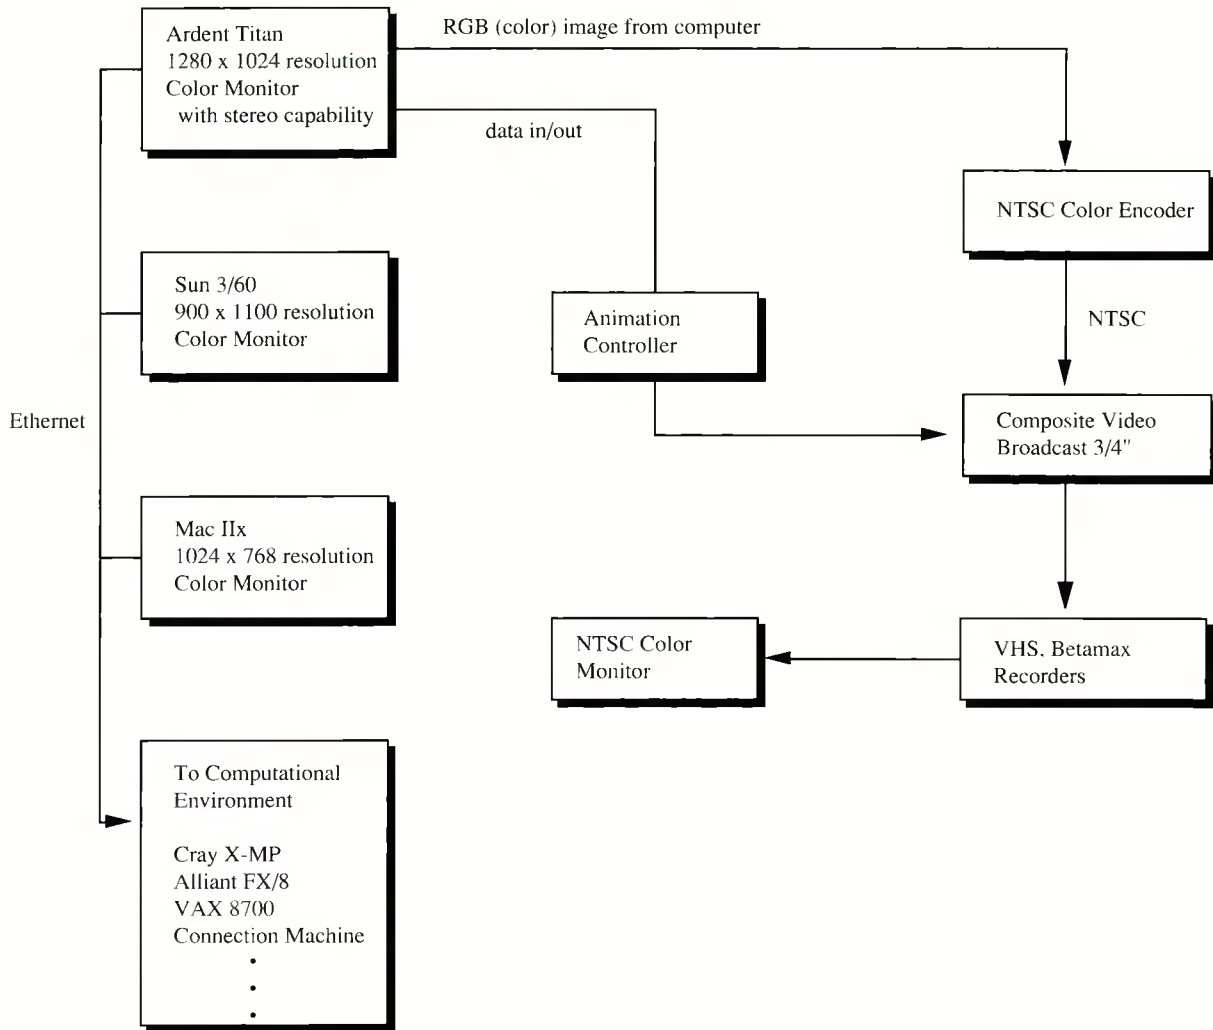 Ardent Titan
1280 x 1024 resolution
Color Monitor
with stereo capability
RGB (color) image from computer
data in/out
NTSC Color Encoder
Sun 3/60
900 x 1100 resolution
Color Monitor
Animation
Controller
NTSC
Ethernet
Composite Video
Broadcast 3/4"
Mac IIx
1024 x 768 resolution
Color Monitor
NTSC Color
Monitor
VHS, Betamax
Recorders
To Computational
Environment
Cray X-MP
Alliant FX/8
VAX 8700
Connection Machine